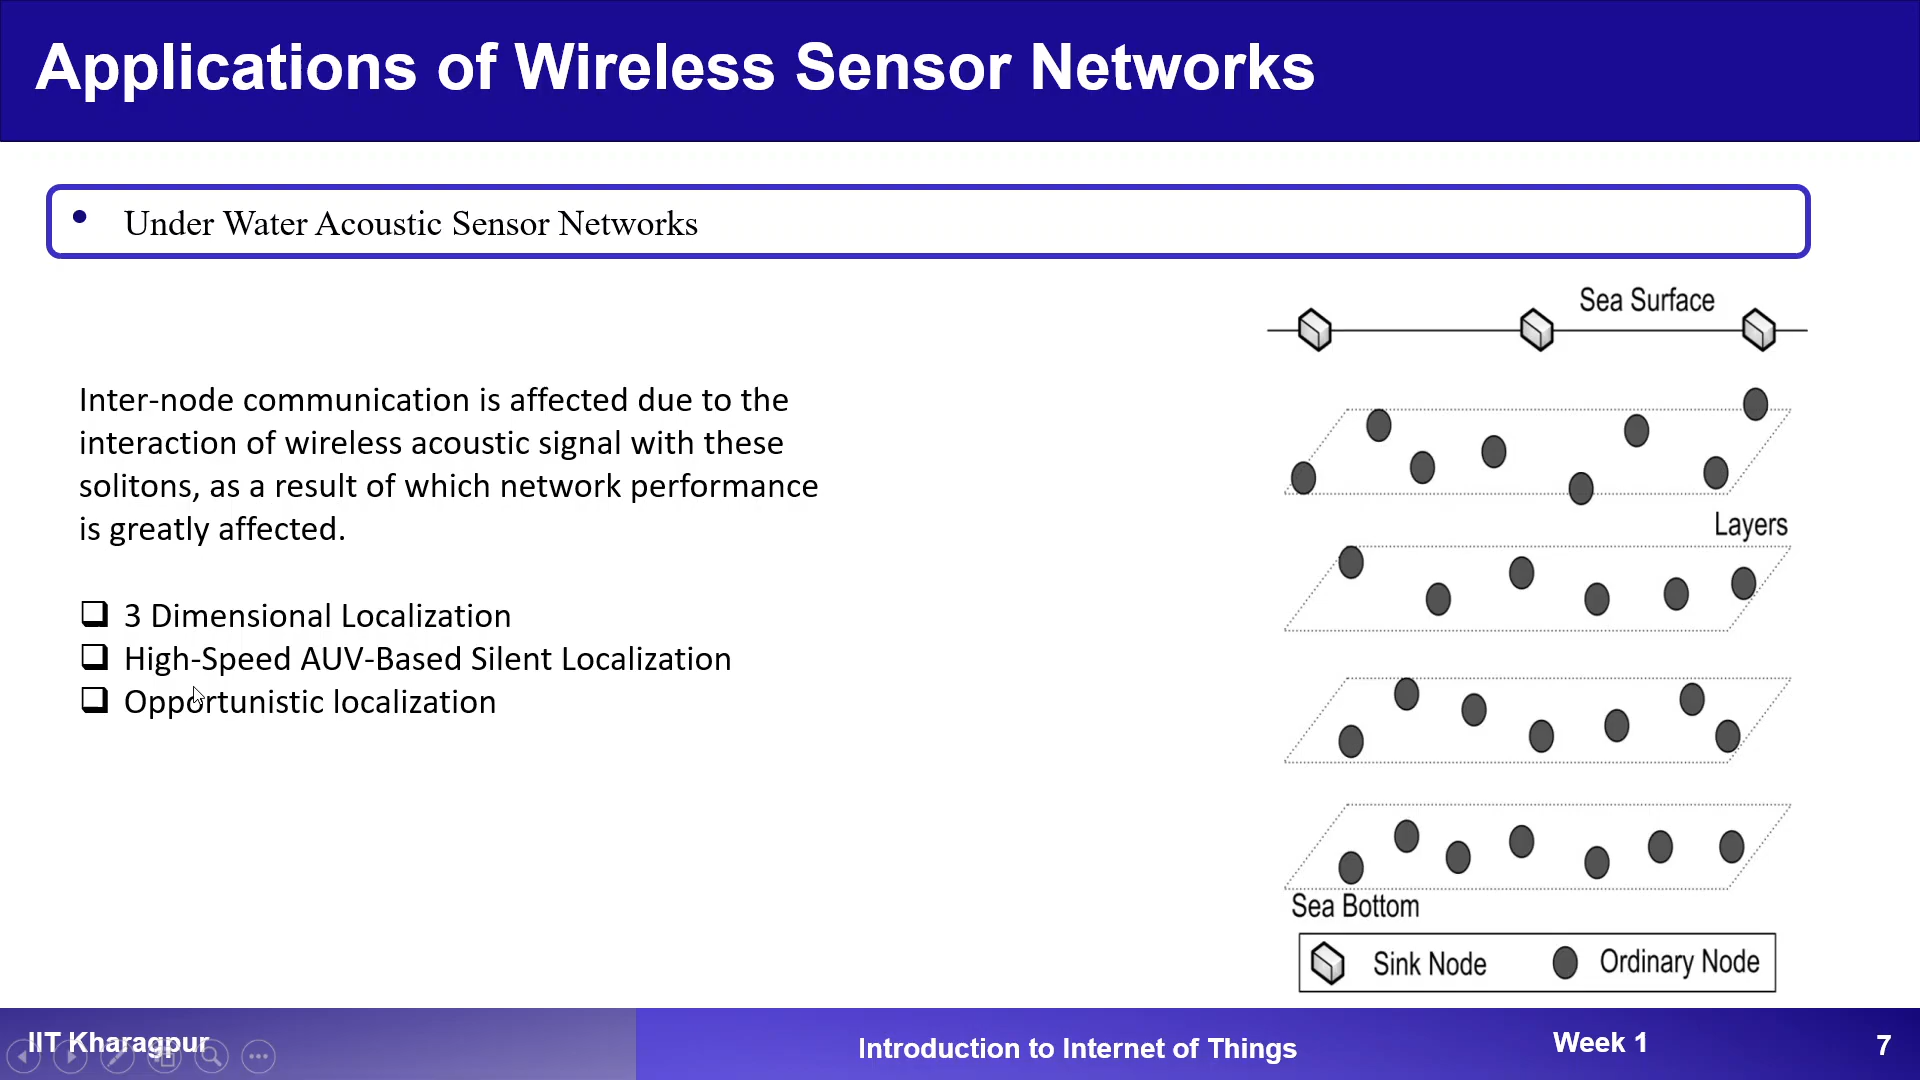 Applications of Wireless Sensor Networks
• Under Water Acoustic Sensor Networks
Inter-node communication is affected due to the
interaction of wireless acoustic signal with these
solitons, as a result of which network performance
is greatly affected.
❑ 3 Dimensional Localization
❑ High-Speed AUV-Based Silent Localization
❑ Opportunistic localization
Sea Surface
Layers
Sea Bottom
Sink Node
Ordinary Node
IIT Kharagpur
Introduction to Internet of Things
Week 1
7